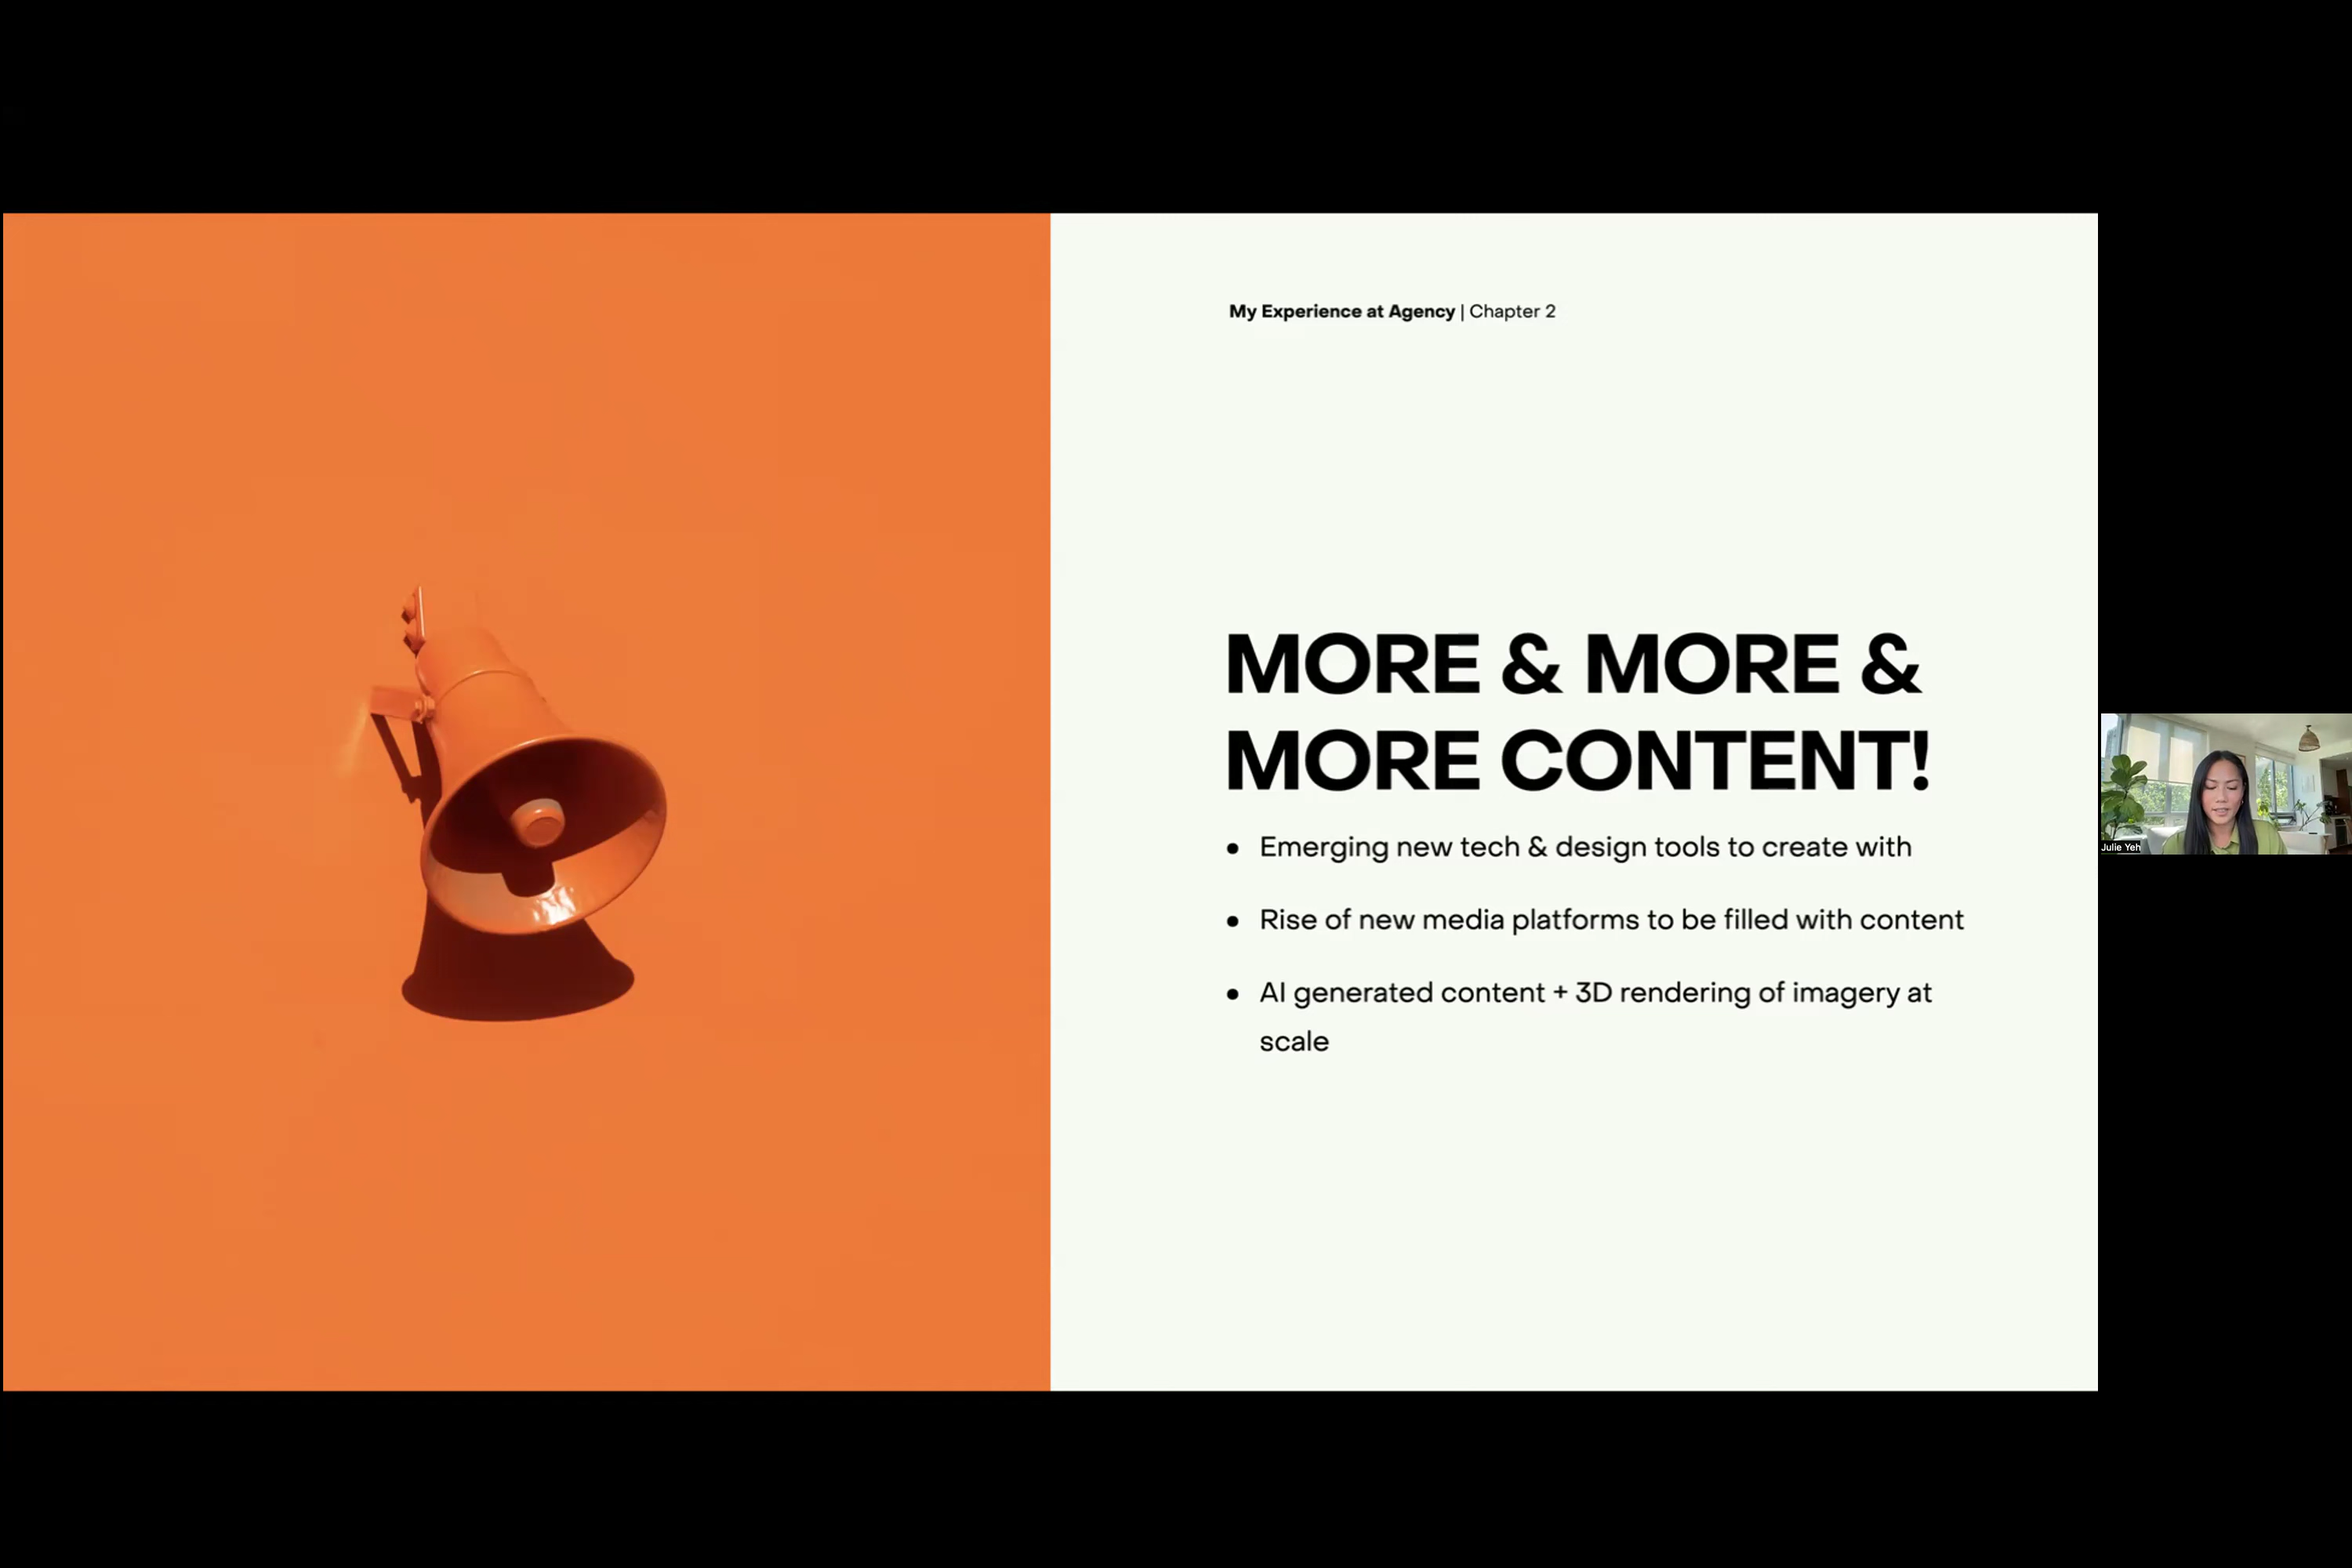 My Experience at Agency | Chapter 2
MORE & MORE &
MORE CONTENT!
• Emerging new tech & design tools to create with
• Rise of new media platforms to be filled with content
• AI generated content + 3D rendering of imagery at
scale
Julie Yeh